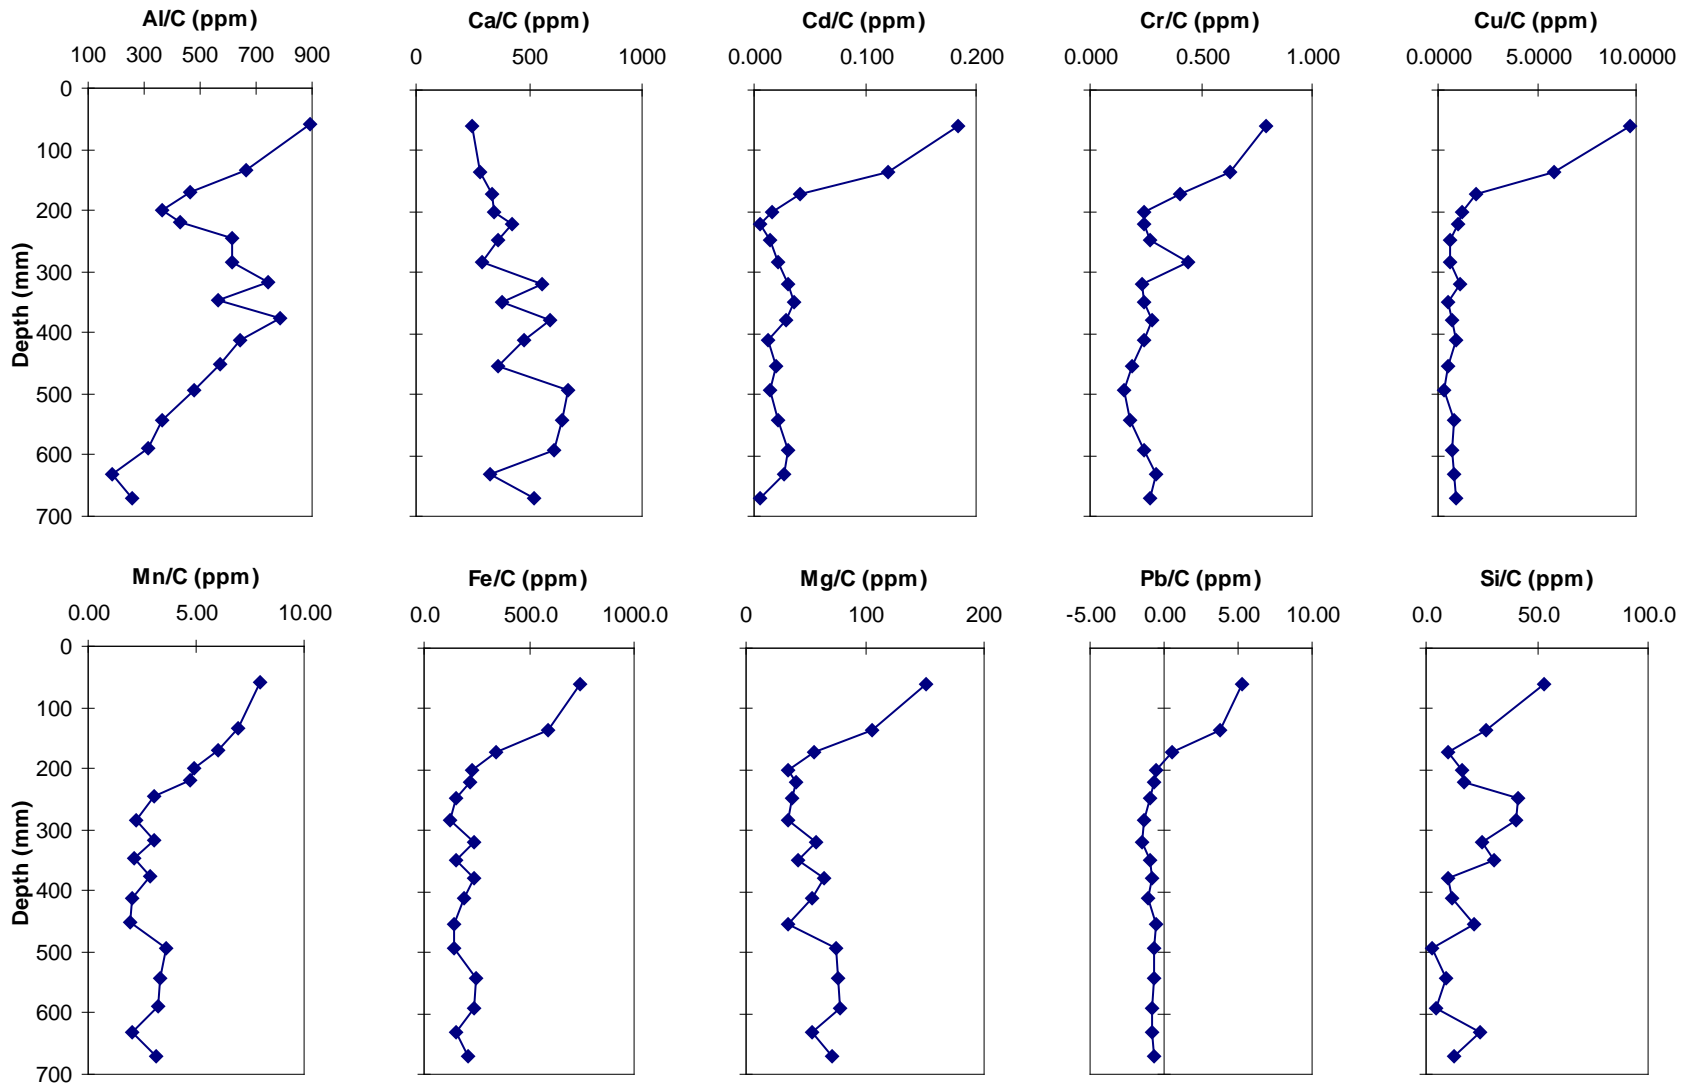 Al/C (ppm) Ca/C (ppm) Cd/C (ppm) Cr/C (ppm) Cu/C (ppm)
100 300 500 700 900 0 500 1000 0.000 0.100 0.200 0.000 0.500 1.000 0.0000 5.0000 10.0000
0
100
200
300
400
500
600
700
Depth (mm)
Mn/C (ppm) Fe/C (ppm) Mg/C (ppm) Pb/C (ppm) Si/C (ppm)
0.00 5.00 10.00 0.0 500.0 1000.0 0 100 200 -5.00 0.00 5.00 10.00 0.0 50.0 100.0
0
100
200
300
400
500
600
700
Depth (mm)